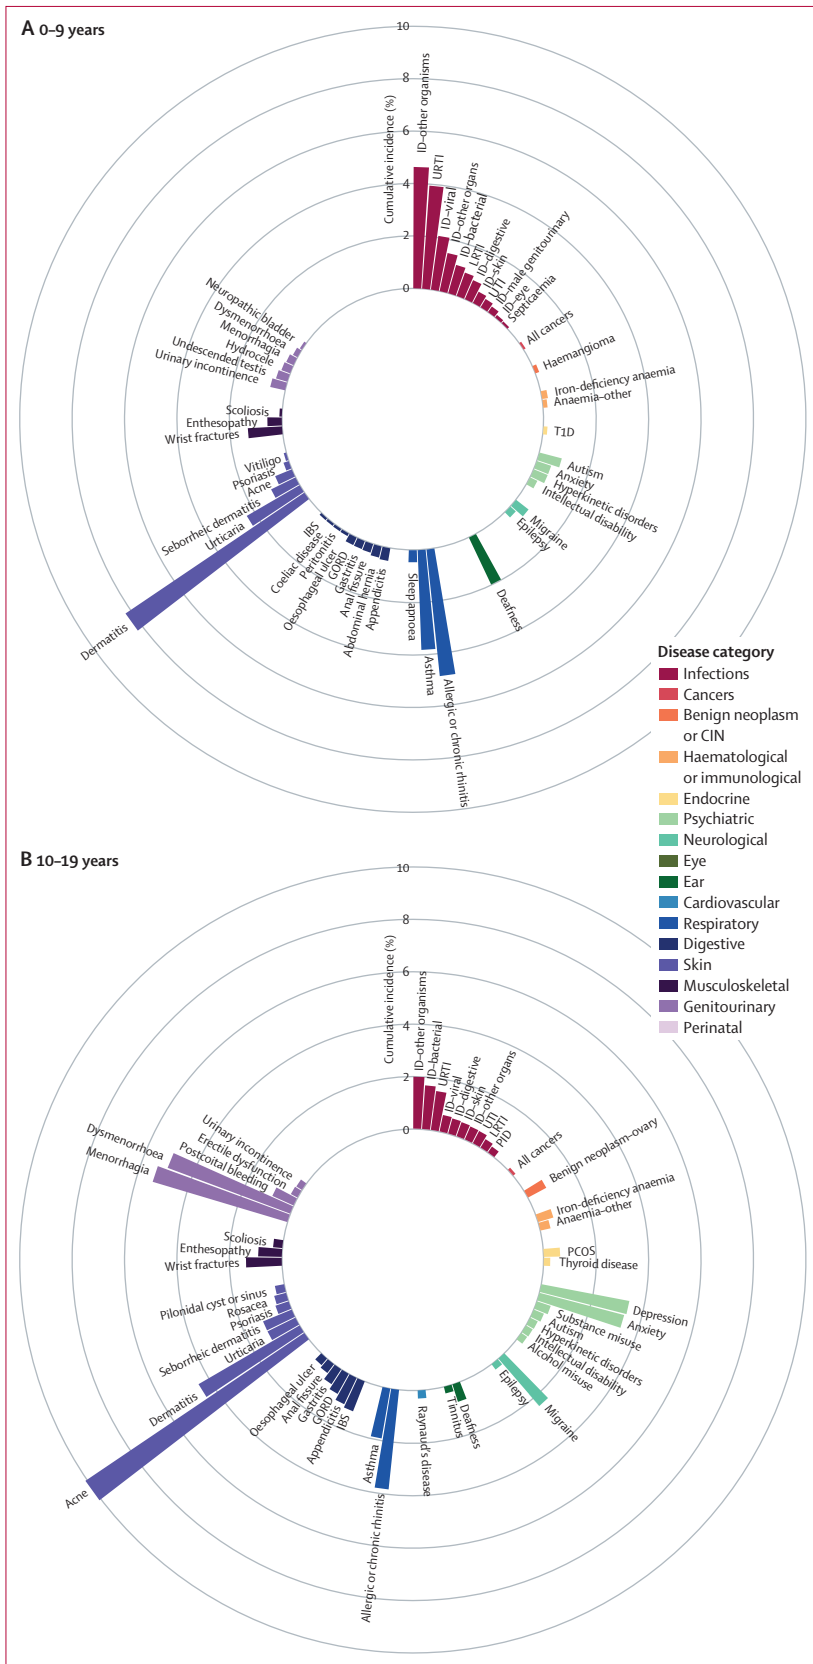 A 0–9 years
10
8
6
4
2
0
Cumulative incidence (%)
ID–other organisms
URTI
ID–viral
ID–other organs
ID–bacterial
LRTI
ID–digestive
ID–skin
UTI
ID–male genitourinary
ID–eye
Septicaemia
All cancers
Haemangioma
Iron-deficiency anaemia
Anaemia–other
T1D
Autism
Anxiety
Hyperkinetic disorders
Intellectual disability
Migraine
Epilepsy
Deafness
Allergic or chronic rhinitis
Asthma
Sleep apnoea
Appendicitis
Abdominal hernia
Anal fissure
Gastritis
GORD
Oesophageal ulcer
Peritonitis
Coeliac disease
IBS
Dermatitis
Urticaria
Seborrheic dermatitis
Acne
Psoriasis
Vitiligo
Wrist fractures
Enthesopathy
Scoliosis
Urinary incontinence
Undescended testis
Hydrocele
Menorrhagia
Dysmenorrhoea
Neuropathic bladder
Disease category
Infections
Cancers
Benign neoplasm
or CIN
Haematological
or immunological
Endocrine
Psychiatric
Neurological
Eye
Ear
Cardiovascular
Respiratory
Digestive
Skin
Musculoskeletal
Genitourinary
Perinatal
B 10–19 years
10
8
6
4
2
0
Cumulative incidence (%)
ID–other organisms
ID–bacterial
URTI
ID–viral
ID–digestive
ID–skin
ID–other organs
UTI
LRTI
PID
All cancers
Benign neoplasm–ovary
Iron-deficiency anaemia
Anaemia–other
PCOS
Thyroid disease
Depression
Anxiety
Substance misuse
Autism
Hyperkinetic disorders
Intellectual disability
Alcohol misuse
Migraine
Epilepsy
Deafness
Tinnitus
Raynaud's disease
Allergic or chronic rhinitis
Asthma
IBS
Appendicitis
GORD
Gastritis
Anal fissure
Oesophageal ulcer
Acne
Dermatitis
Urticaria
Seborrheic dermatitis
Psoriasis
Rosacea
Pilonidal cyst or sinus
Wrist fractures
Enthesopathy
Scoliosis
Menorrhagia
Dysmenorrhoea
Postcoital bleeding
Erectile dysfunction
Urinary incontinence